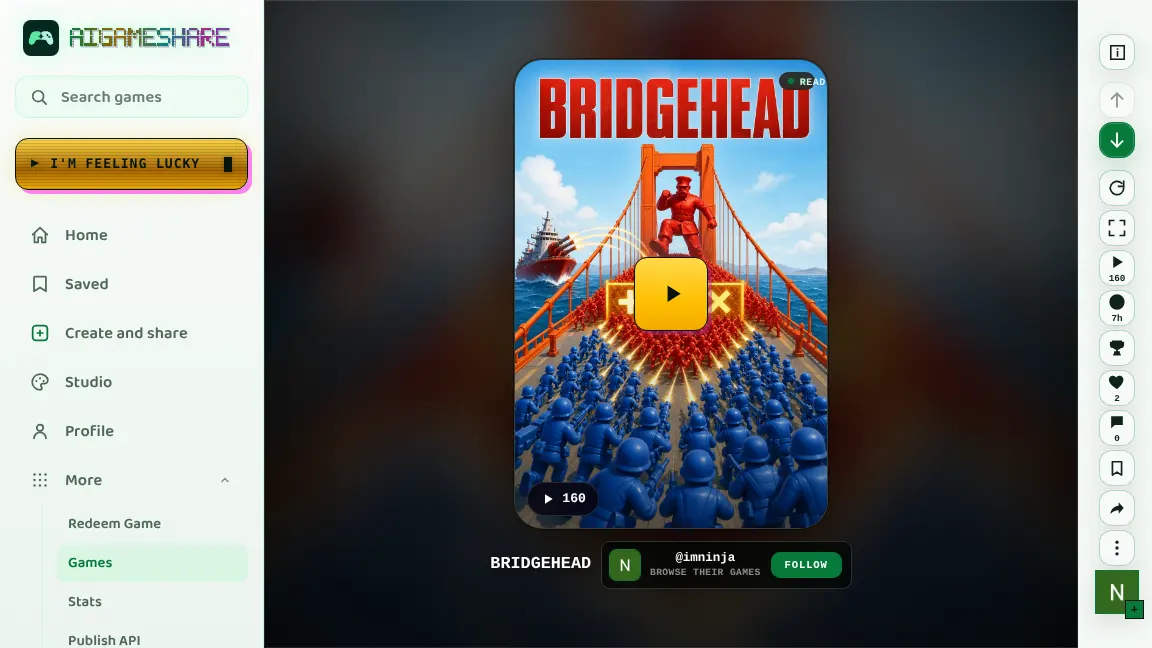 AIGAMESHARE
Search games
I'M FEELING LUCKY
Home
Saved
Create and share
Studio
Profile
More
Redeem Game
Games
Stats
Publish API
READ
BRIDGEHEAD
+ ×
160
BRIDGEHEAD
N
@imninja
BROWSE THEIR GAMES
FOLLOW
160
7h
2
0
N
+